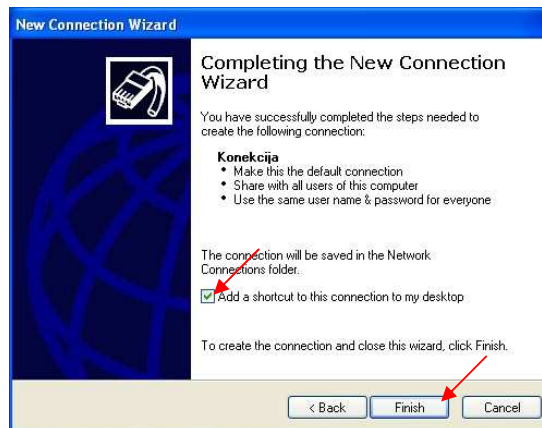 New Connection Wizard
Completing the New Connection
Wizard
You have successfully completed the steps needed to
create the following connection:
Konekcija
• Make this the default connection
• Share with all users of this computer
• Use the same user name & password for everyone
The connection will be saved in the Network
Connections folder.
Add a shortcut to this connection to my desktop
To create the connection and close this wizard, click Finish.
< Back Finish Cancel